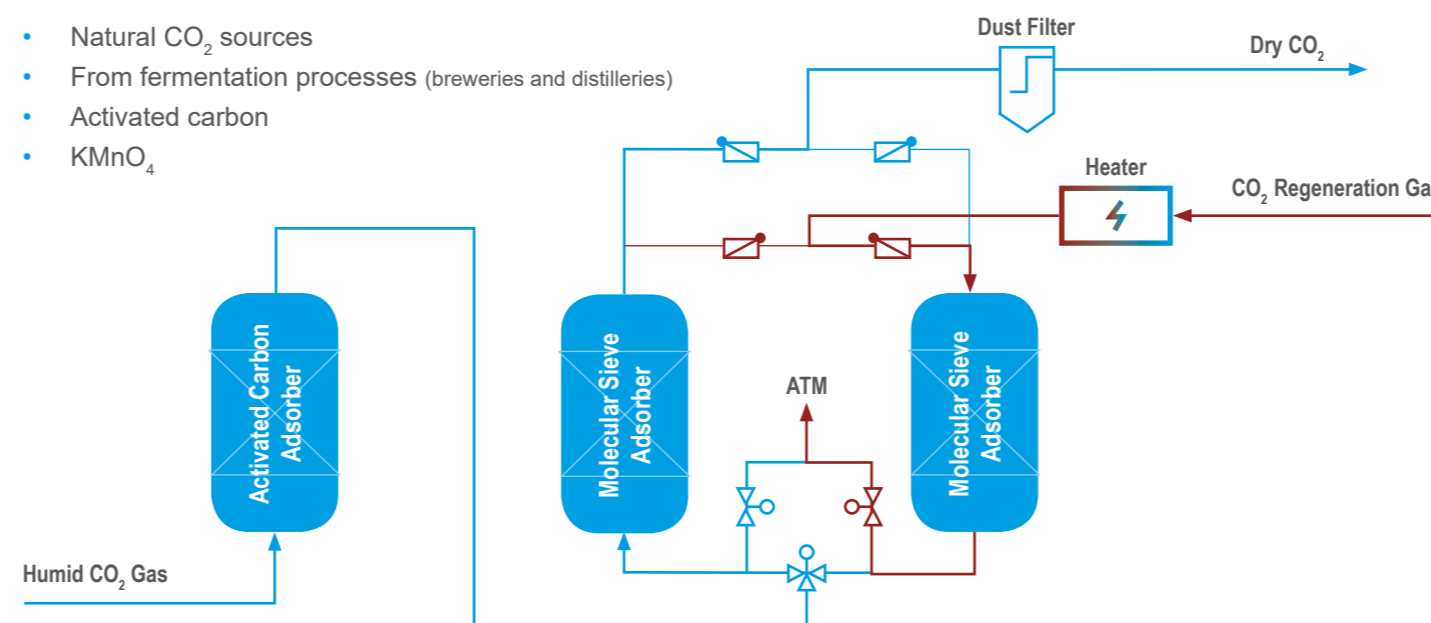 • Natural CO₂ sources
• From fermentation processes (breweries and distilleries)
• Activated carbon
• KMnO₄
Dust Filter
Dry CO₂
Heater
CO₂ Regeneration Ga
Activated Carbon
Adsorber
Molecular Sieve
Adsorber
ATM
Molecular Sieve
Adsorber
Humid CO₂ Gas